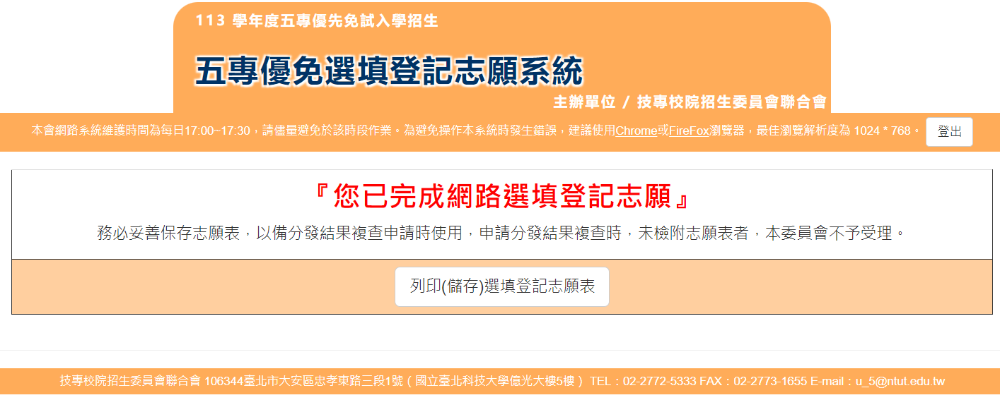 113 學年度五專優先免試入學招生
五專優免選填登記志願系統
主辦單位 / 技專校院招生委員會聯合會
本會網路系統維護時間為每日17:00~17:30，請儘量避免於該時段作業。為避免操作本系統時發生錯誤，建議使用Chrome或FireFox瀏覽器，最佳瀏覽解析度為 1024 * 768。 登出
『您已完成網路選填登記志願』
務必妥善保存志願表，以備分發結果複查申請時使用，申請分發結果複查時，未檢附志願表者，本委員會不予受理。
列印(儲存)選填登記志願表
技專校院招生委員會聯合會 106344臺北市大安區忠孝東路三段1號（國立臺北科技大學億光大樓5樓） TEL：02-2772-5333 FAX：02-2773-1655 E-mail：u_5@ntut.edu.tw